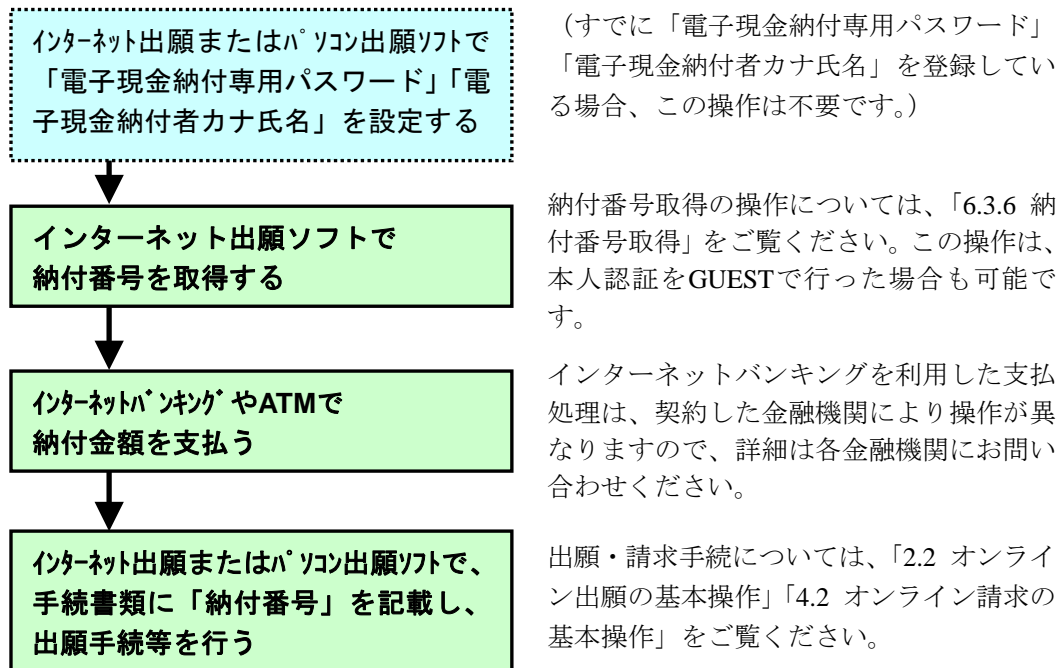 ｲﾝﾀｰﾈｯﾄ出願またはﾊﾟｿｺﾝ出願ｿﾌﾄで
「電子現金納付専用パスワード」「電
子現金納付者カナ氏名」を設定する
（すでに「電子現金納付専用パスワード」
「電子現金納付者カナ氏名」を登録してい
る場合、この操作は不要です。）
インターネット出願ソフトで
納付番号を取得する
納付番号取得の操作については、「6.3.6 納
付番号取得」をご覧ください。この操作は、
本人認証をGUESTで行った場合も可能で
す。
ｲﾝﾀｰﾈｯﾄﾊﾞﾝｷﾝｸﾞやATMで
納付金額を支払う
インターネットバンキングを利用した支払
処理は、契約した金融機関により操作が異
なりますので、詳細は各金融機関にお問い
合わせください。
ｲﾝﾀｰﾈｯﾄ出願またはﾊﾟｿｺﾝ出願ｿﾌﾄで、
手続書類に「納付番号」を記載し、
出願手続等を行う
出願・請求手続については、「2.2 オンライ
ン出願の基本操作」「4.2 オンライン請求の
基本操作」をご覧ください。